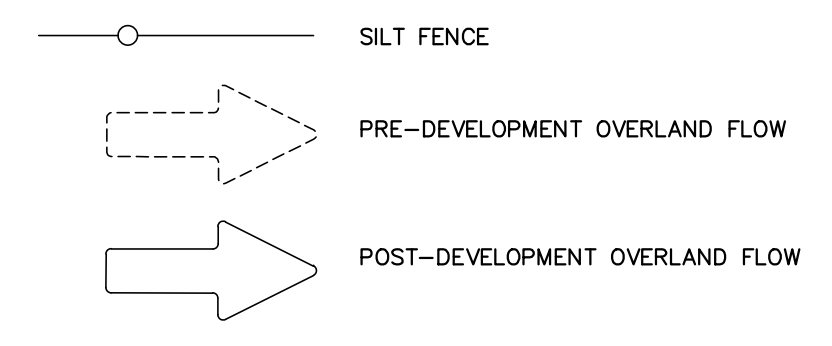 SILT FENCE
PRE-DEVELOPMENT OVERLAND FLOW
POST-DEVELOPMENT OVERLAND FLOW